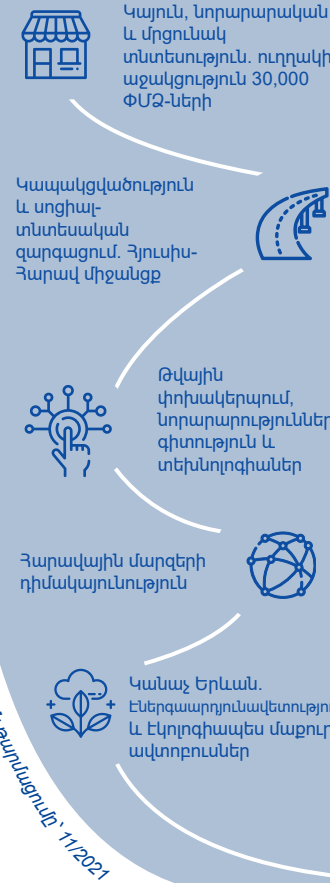 Կայուն, նորարարական
և մրցունակ
տնտեսություն. ուղղակի
աջակցություն 30,000
ՓՄՁ-ների
Կապակցվածություն
և սոցիալ-
տնտեսական
զարգացում. Հյուսիս-
Հարավ միջանցք
Թվային
փոխակերպում,
նորարարություններ
գիտություն և
տեխնոլոգիաներ
Հարավային մարզերի
դիմակայունություն
Կանաչ Երևան.
Էներգաարդյունավետություն
և էկոլոգիապես մաքուր
ավտոբուսներ
թարմացումը՝ 11/2021